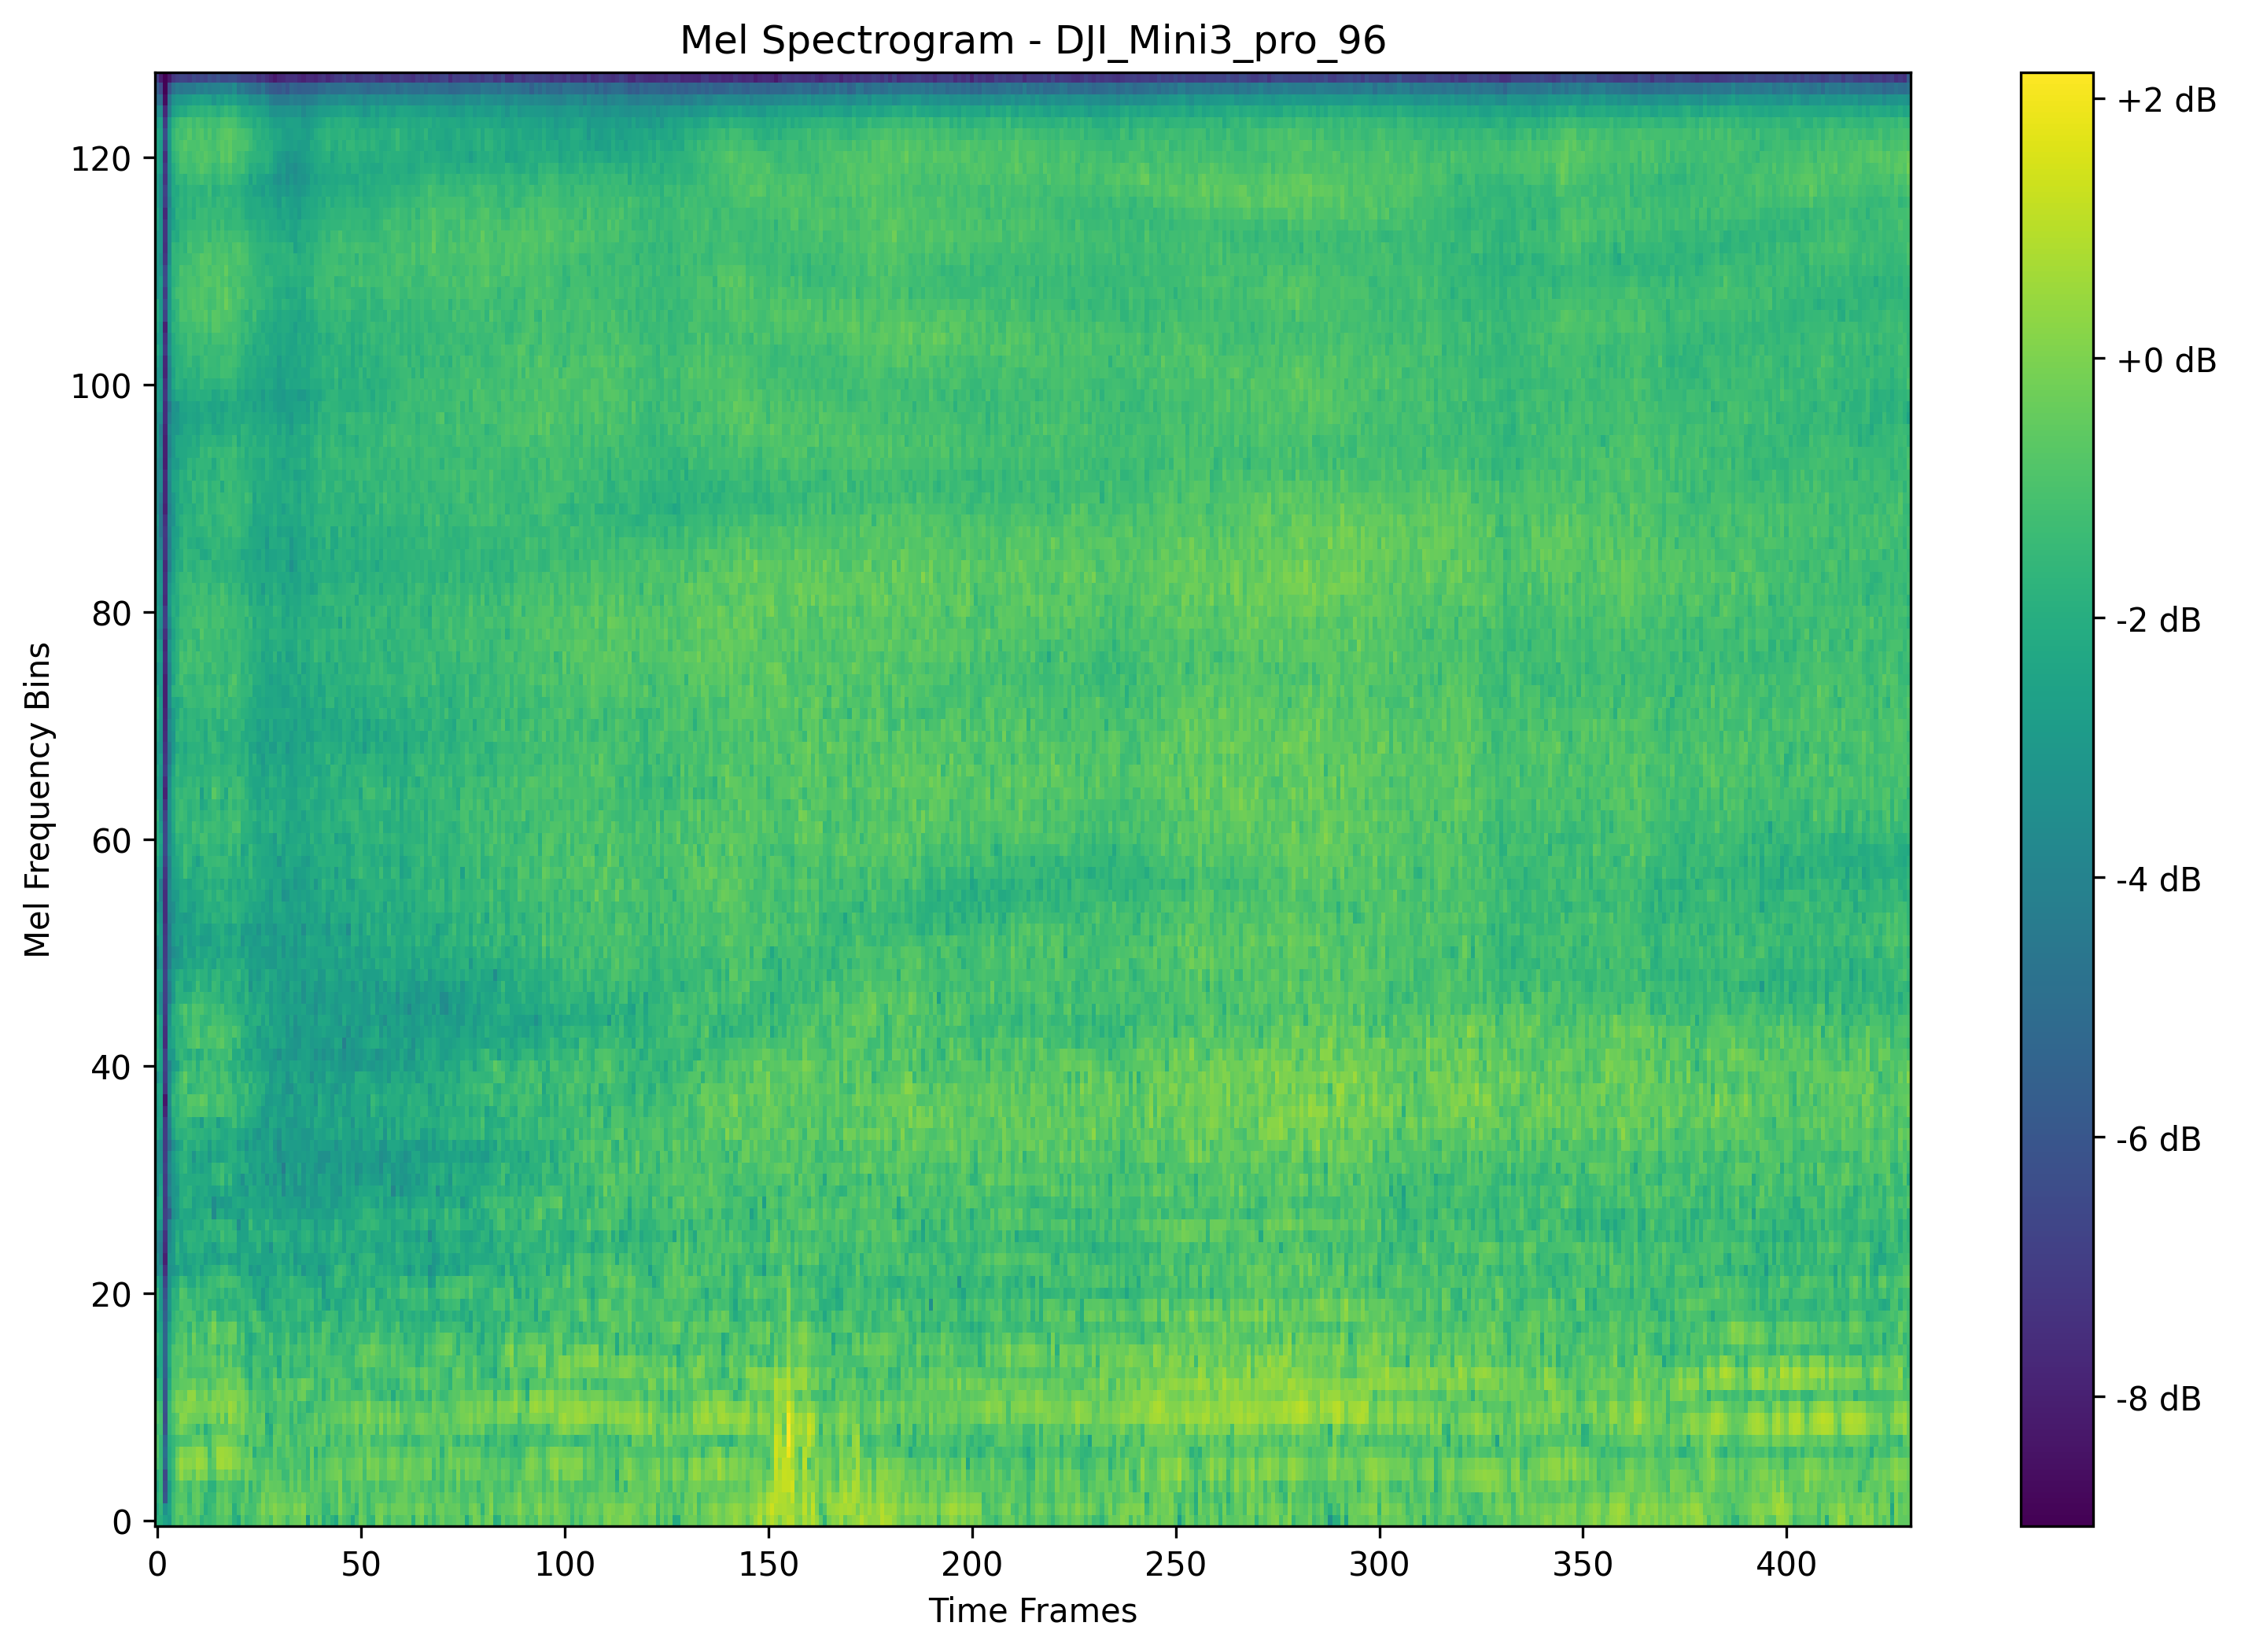 Mel Spectrogram - DJI_Mini3_pro_96
Mel Frequency Bins
120
100
80
60
40
20
0
0 50 100 150 200 250 300 350 400
Time Frames
+2 dB
+0 dB
-2 dB
-4 dB
-6 dB
-8 dB